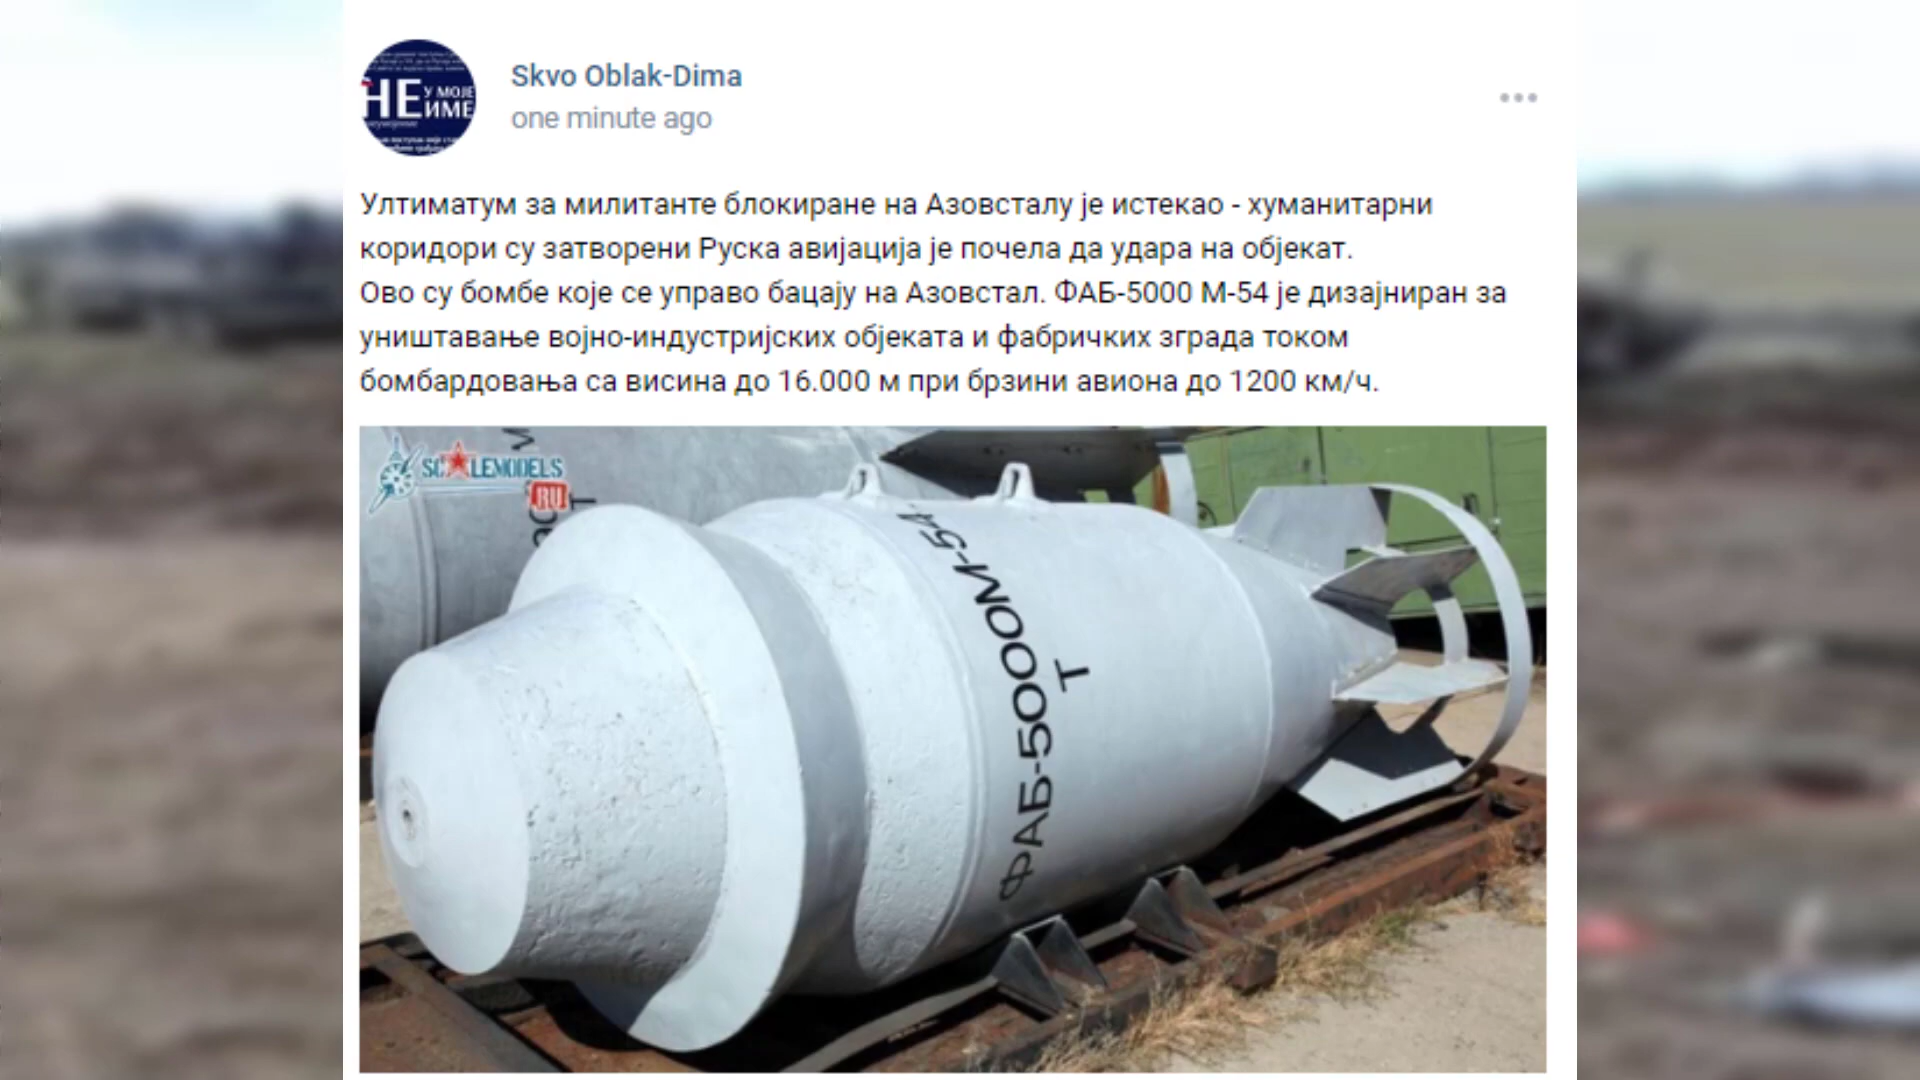 НЕ У МОЈЕ ИМЕ
Skvo Oblak-Dima
one minute ago
Ултиматум за милитанте блокиране на Азовсталу је истекао - хуманитарни
коридори су затворени Руска авијација је почела да удара на објекат.
Ово су бомбе које се управо бацају на Азовстал. ФАБ-5000 М-54 је дизајниран за
уништавање војно-индустријских објеката и фабричких зграда током
бомбардовања са висина до 16.000 м при брзини авиона до 1200 км/ч.
SCALEMODELS
RU
ФАБ-5000М-54
Т